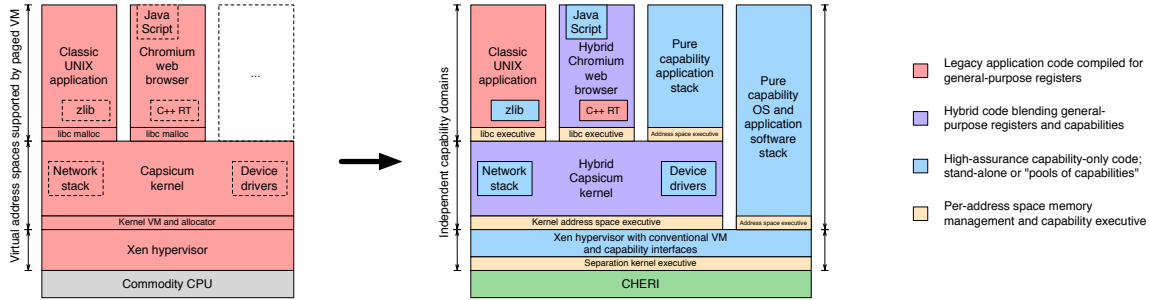 Virtual address spaces supported by paged VM
Classic
UNIX
application
zlib
libc malloc
Java
Script
Chromium
web
browser
C++ RT
libc malloc
...
Network
stack
Capsicum
kernel
Device
drivers
Kernel VM and allocator
Xen hypervisor
Commodity CPU
Independent capability domains
Classic
UNIX
application
zlib
libc executive
Java
Script
Hybrid
Chromium
web
browser
C++ RT
libc executive
Pure
capability
application
stack
Address space executive
Pure
capability
OS and
application
software
stack
Address space executive
Network
stack
Hybrid
Capsicum
kernel
Device
drivers
Kernel address space executive
Xen hypervisor with conventional VM
and capability interfaces
Separation kernel executive
CHERI
Legacy application code compiled for
general-purpose registers
Hybrid code blending general-
purpose registers and capabilities
High-assurance capability-only code;
stand-alone or "pools of capabilities"
Per-address space memory
management and capability executive